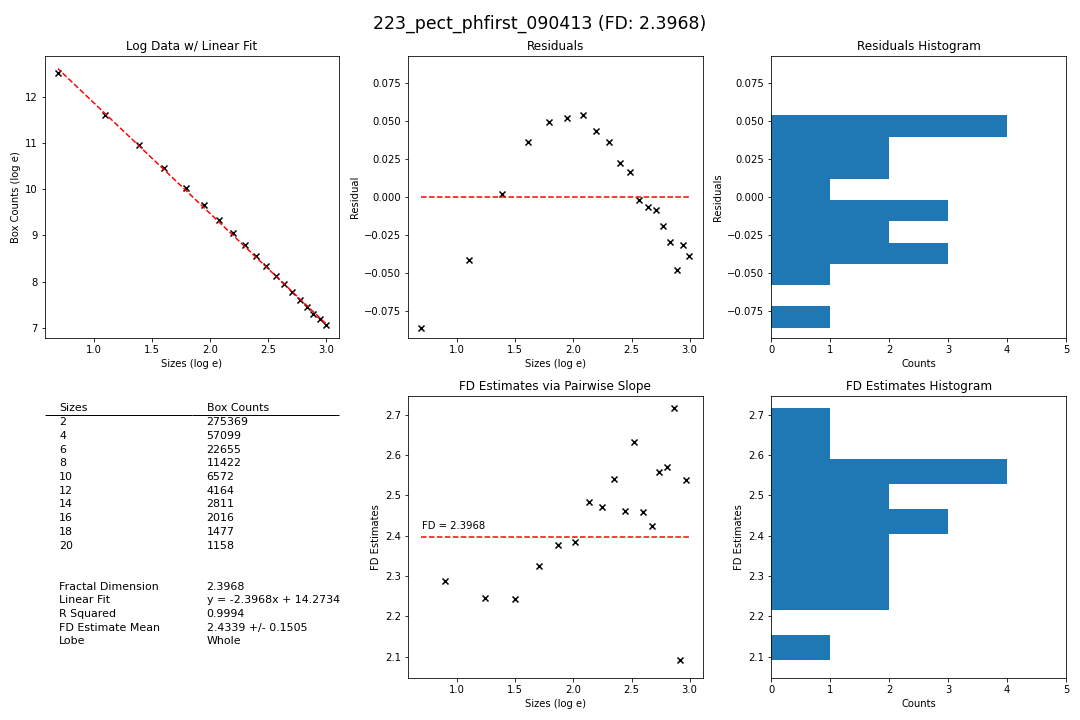 223_pect_phfirst_090413 (FD: 2.3968)
Log Data w/ Linear Fit
12
11
10
9
8
7
Box Counts (log e)
1.0 1.5 2.0 2.5 3.0
Sizes (log e)
Residuals
0.075
0.050
0.025
0.000
−0.025
−0.050
−0.075
Residual
1.0 1.5 2.0 2.5 3.0
Sizes (log e)
Residuals Histogram
0.075
0.050
0.025
0.000
−0.025
−0.050
−0.075
Residuals
0 1 2 3 4 5
Counts
Sizes Box Counts
2 275369
4 57099
6 22655
8 11422
10 6572
12 4164
14 2811
16 2016
18 1477
20 1158
Fractal Dimension 2.3968
Linear Fit y = -2.3968x + 14.2734
R Squared 0.9994
FD Estimate Mean 2.4339 +/- 0.1505
Lobe Whole
FD Estimates via Pairwise Slope
2.7
2.6
2.5
2.4
2.3
2.2
2.1
FD Estimates
FD = 2.3968
1.0 1.5 2.0 2.5 3.0
Sizes (log e)
FD Estimates Histogram
2.7
2.6
2.5
2.4
2.3
2.2
2.1
FD Estimates
0 1 2 3 4 5
Counts